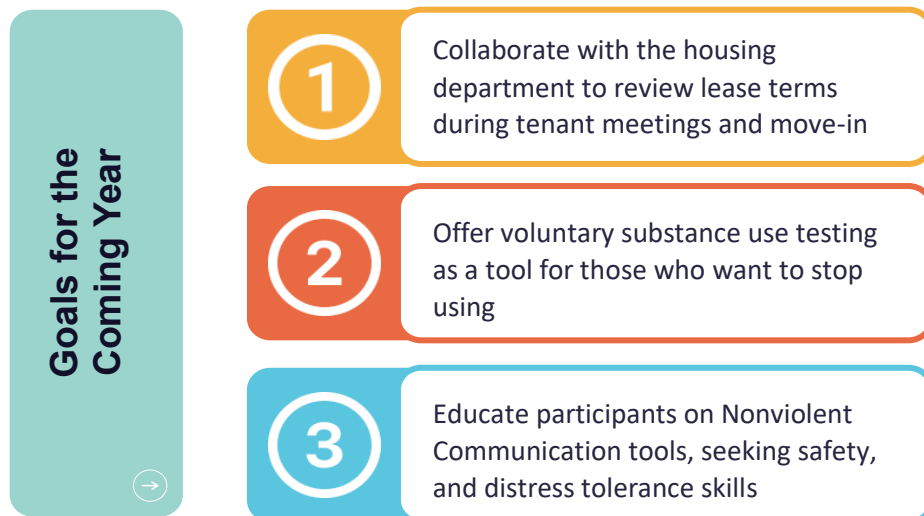 Goals for the
Coming Year
1
Collaborate with the housing
department to review lease terms
during tenant meetings and move-in
2
Offer voluntary substance use testing
as a tool for those who want to stop
using
3
Educate participants on Nonviolent
Communication tools, seeking safety,
and distress tolerance skills